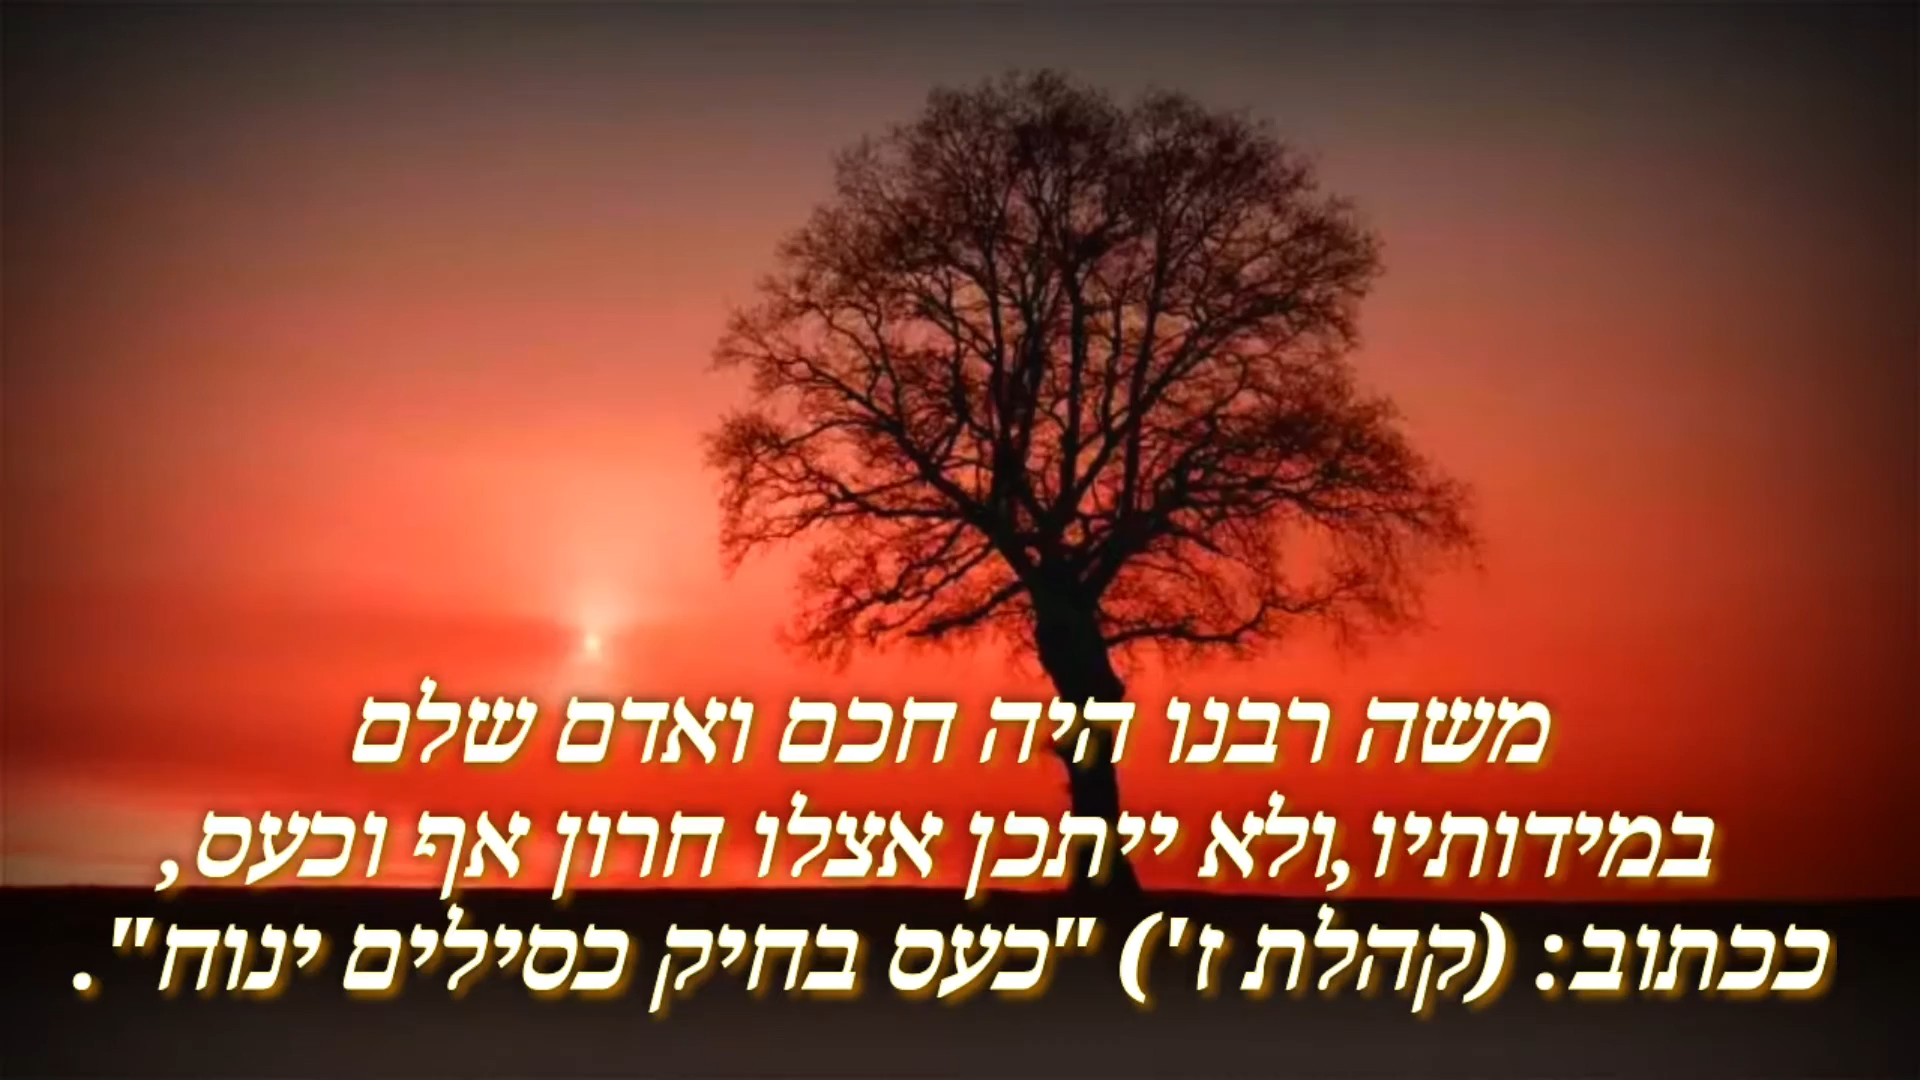 משה רבנו היה חכם ואדם שלם
במידותיו,ולא ייתכן אצלו חרון אף וכעס,
ככתוב: (קהלת ז') "כעס בחיק כסילים ינוח".